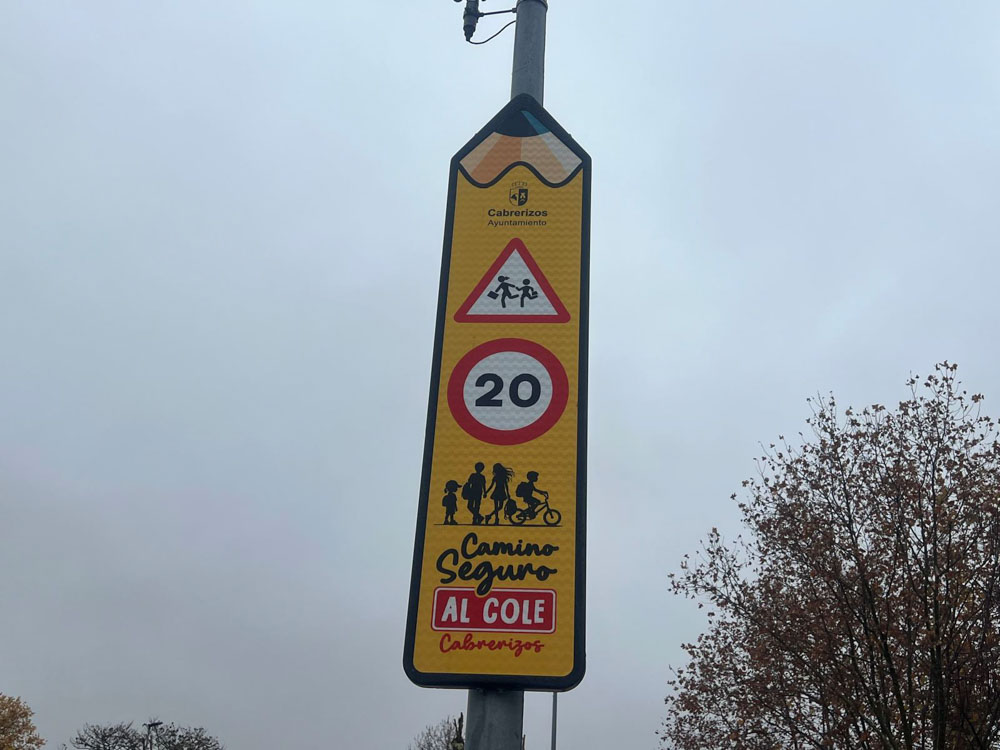 Cabrerizos
Ayuntamiento
20
Camino
Seguro
AL COLE
Cabrerizos